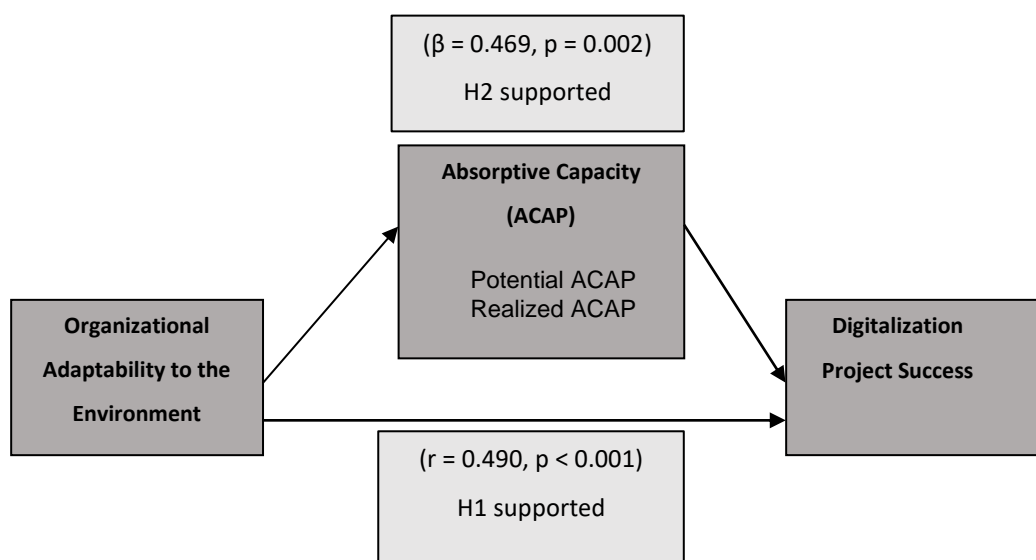 (β = 0.469, p = 0.002)
H2 supported
Absorptive Capacity
(ACAP)
Potential ACAP
Realized ACAP
Organizational
Adaptability to the
Environment
Digitalization
Project Success
(r = 0.490, p < 0.001)
H1 supported